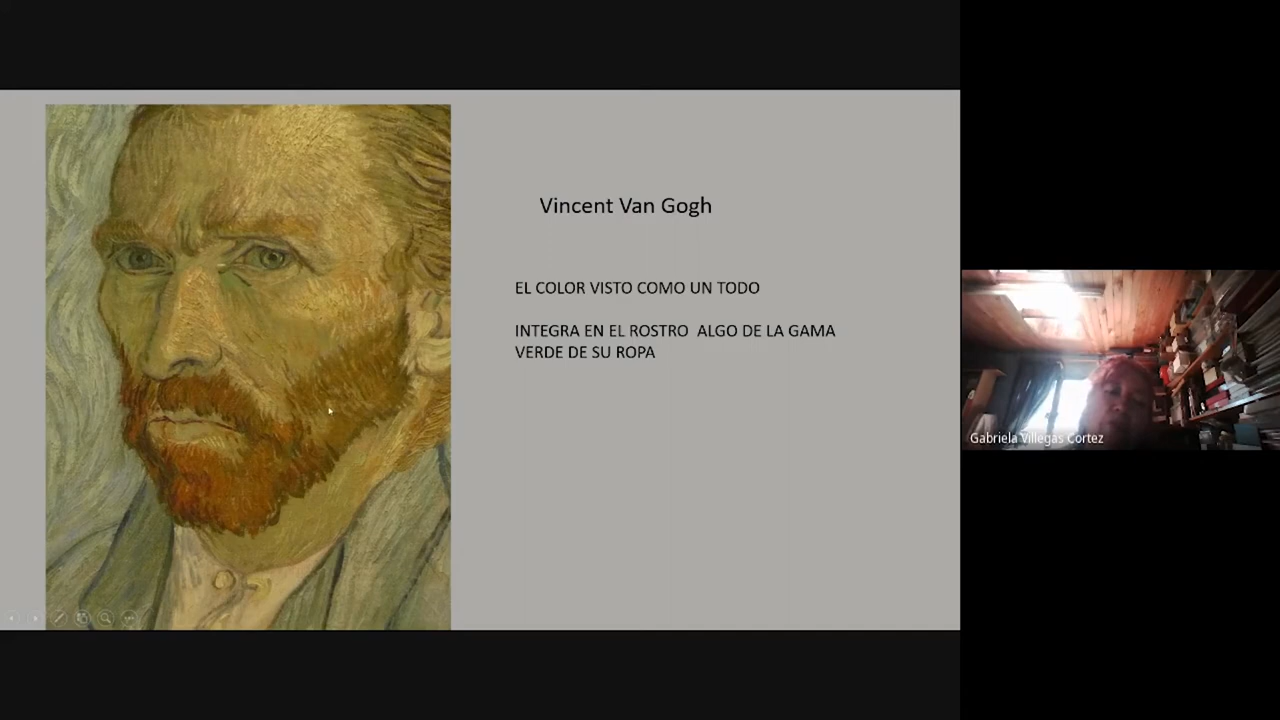 Vincent Van Gogh
EL COLOR VISTO COMO UN TODO
INTEGRA EN EL ROSTRO ALGO DE LA GAMA
VERDE DE SU ROPA
Gabriela Villegas Cortez